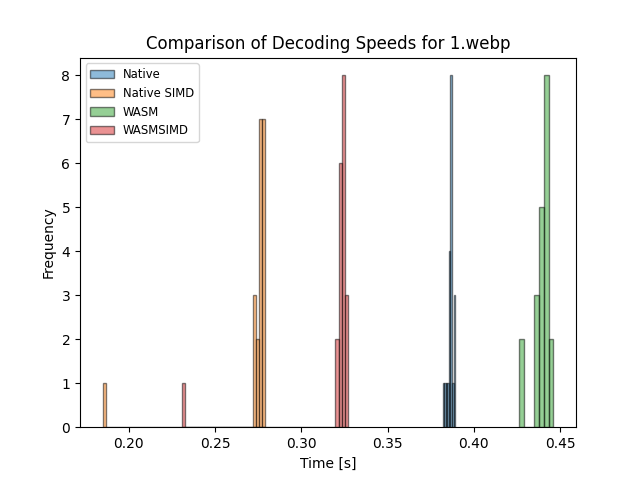 Comparison of Decoding Speeds for 1.webp
Native
Native SIMD
WASM
WASMSIMD
8
7
6
5
4
3
2
1
0
Frequency
0.20 0.25 0.30 0.35 0.40 0.45
Time [s]